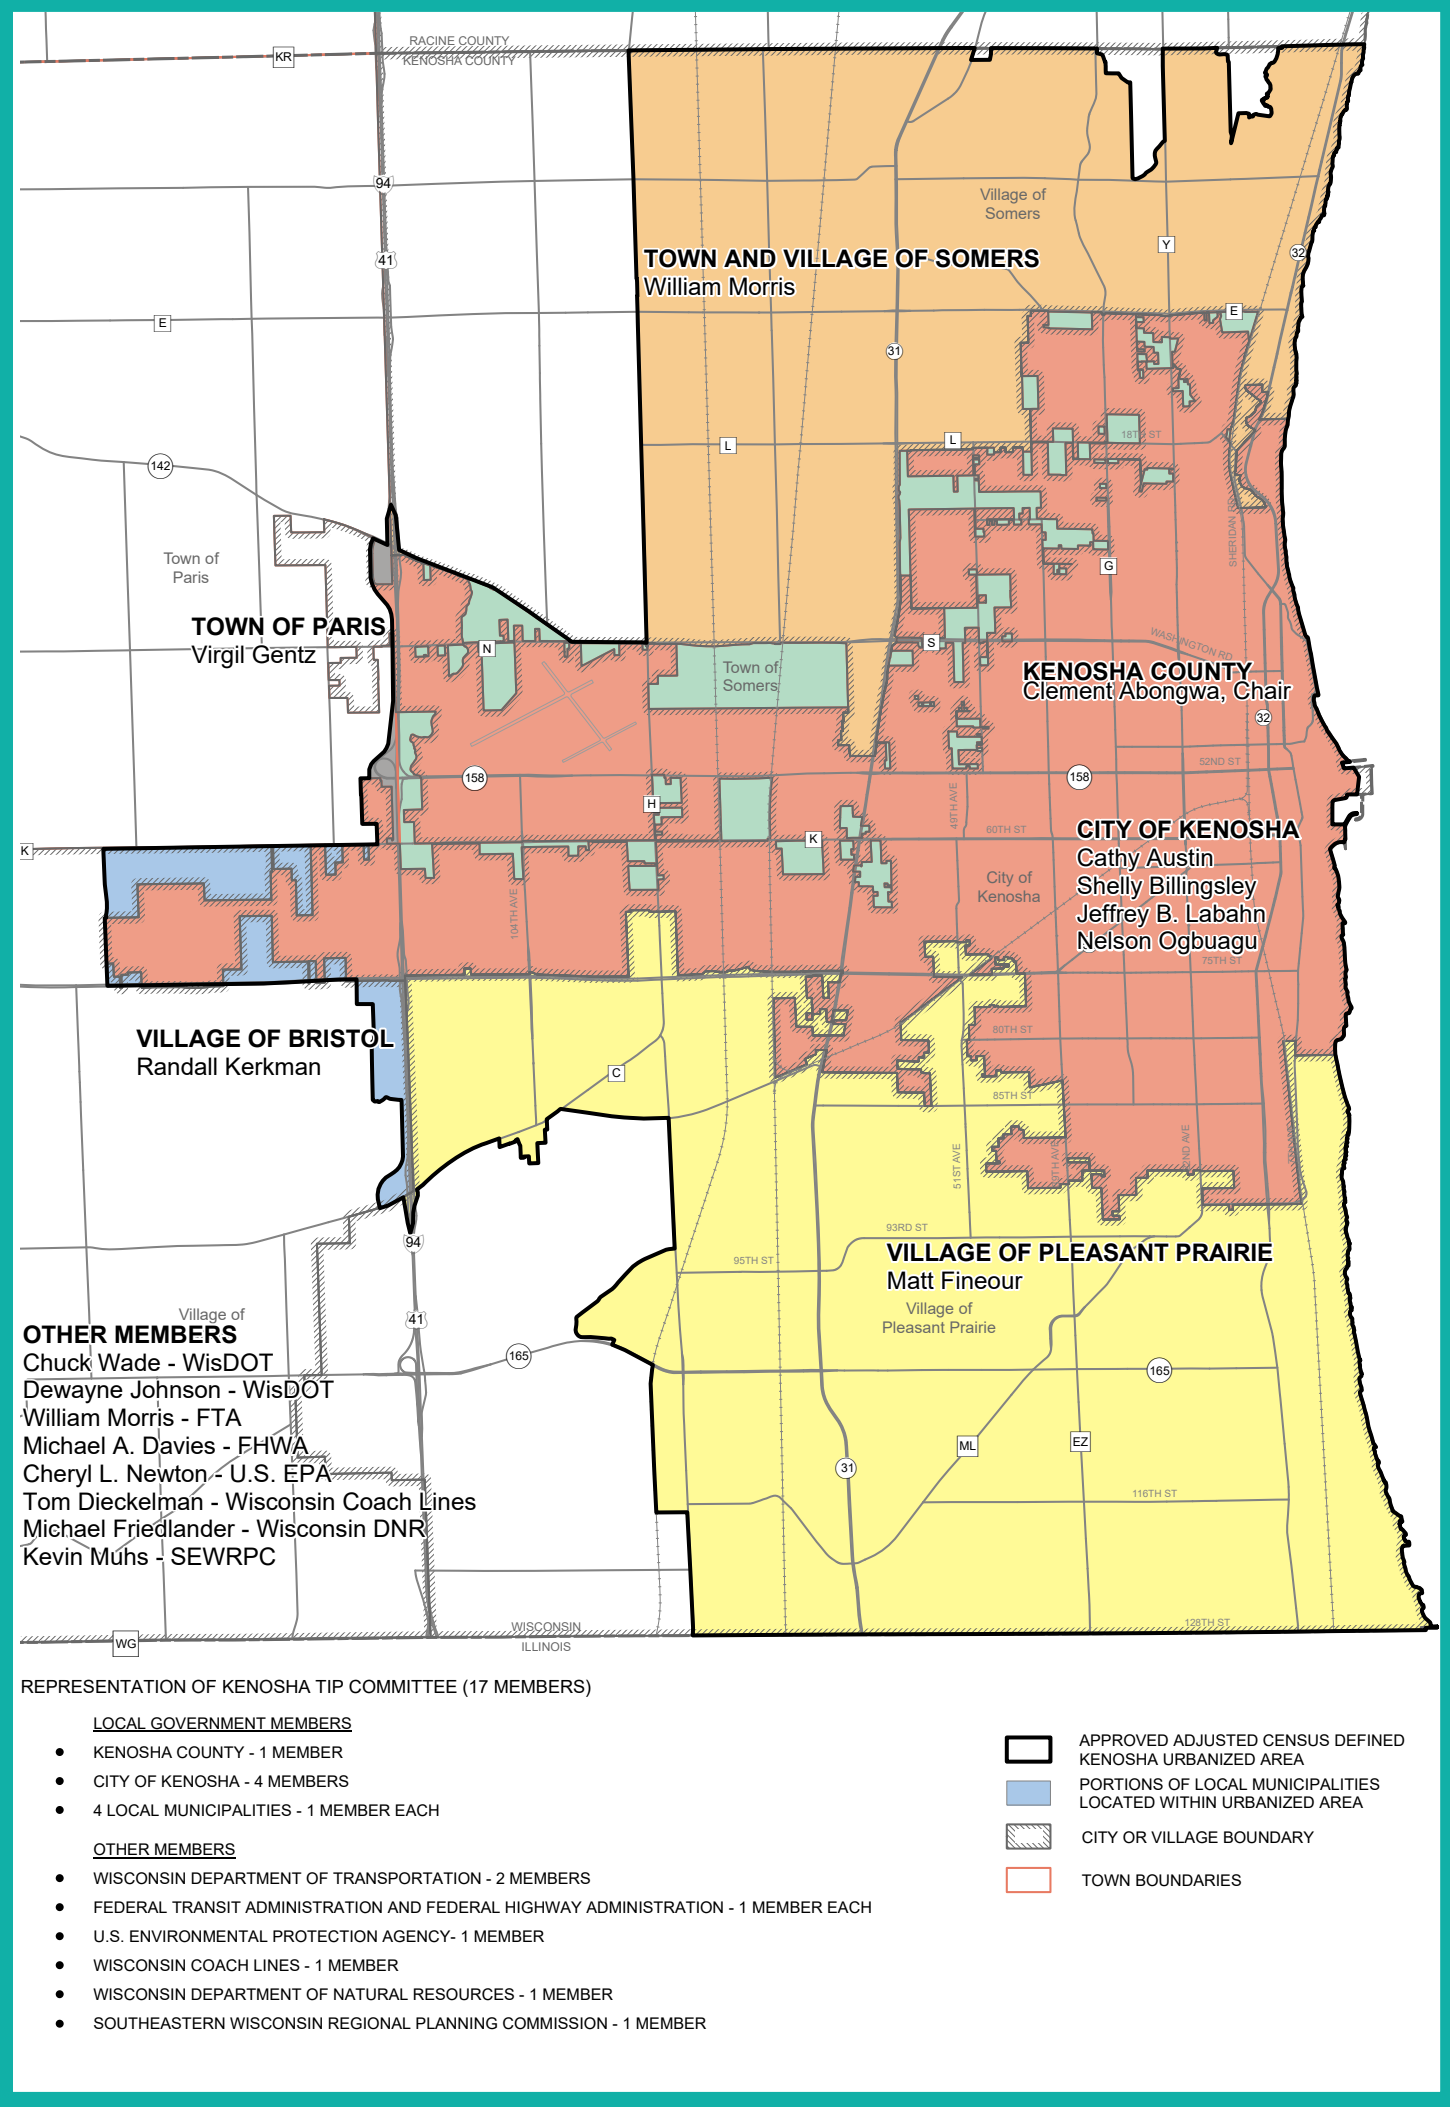 RACINE COUNTY
KENOSHA COUNTY
KR
94
Village of
Somers
Y
32
41
TOWN AND VILLAGE OF SOMERS
William Morris
E
E
31
L
L
18TH ST
142
SHERIDAN RD
Town of
Paris
G
TOWN OF PARIS
Virgil Gentz
N
S
WASHINGTON RD
Town of
Somers
KENOSHA COUNTY
Clement Abongwa, Chair
32
52ND ST
158
158
H
49TH AVE
60TH ST
K
K
CITY OF KENOSHA
Cathy Austin
Shelly Billingsley
Jeffrey B. Labahn
Nelson Ogbuagu
City of
Kenosha
104TH AVE
75TH ST
VILLAGE OF BRISTOL
Randall Kerkman
80TH ST
C
85TH ST
51ST AVE
93RD ST
94
95TH ST
VILLAGE OF PLEASANT PRAIRIE
Matt Fineour
Village of
Pleasant Prairie
Village of
41
OTHER MEMBERS
Chuck Wade - WisDOT
Dewayne Johnson - WisDOT
William Morris - FTA
Michael A. Davies - FHWA
Cheryl L. Newton - U.S. EPA
Tom Dieckelman - Wisconsin Coach Lines
Michael Friedlander - Wisconsin DNR
Kevin Muhs - SEWRPC
165
165
ML
EZ
31
116TH ST
128TH ST
WISCONSIN
ILLINOIS
WG
REPRESENTATION OF KENOSHA TIP COMMITTEE (17 MEMBERS)
LOCAL GOVERNMENT MEMBERS
● KENOSHA COUNTY - 1 MEMBER
● CITY OF KENOSHA - 4 MEMBERS
● 4 LOCAL MUNICIPALITIES - 1 MEMBER EACH
OTHER MEMBERS
● WISCONSIN DEPARTMENT OF TRANSPORTATION - 2 MEMBERS
● FEDERAL TRANSIT ADMINISTRATION AND FEDERAL HIGHWAY ADMINISTRATION - 1 MEMBER EACH
● U.S. ENVIRONMENTAL PROTECTION AGENCY- 1 MEMBER
● WISCONSIN COACH LINES - 1 MEMBER
● WISCONSIN DEPARTMENT OF NATURAL RESOURCES - 1 MEMBER
● SOUTHEASTERN WISCONSIN REGIONAL PLANNING COMMISSION - 1 MEMBER
APPROVED ADJUSTED CENSUS DEFINED
KENOSHA URBANIZED AREA
PORTIONS OF LOCAL MUNICIPALITIES
LOCATED WITHIN URBANIZED AREA
CITY OR VILLAGE BOUNDARY
TOWN BOUNDARIES